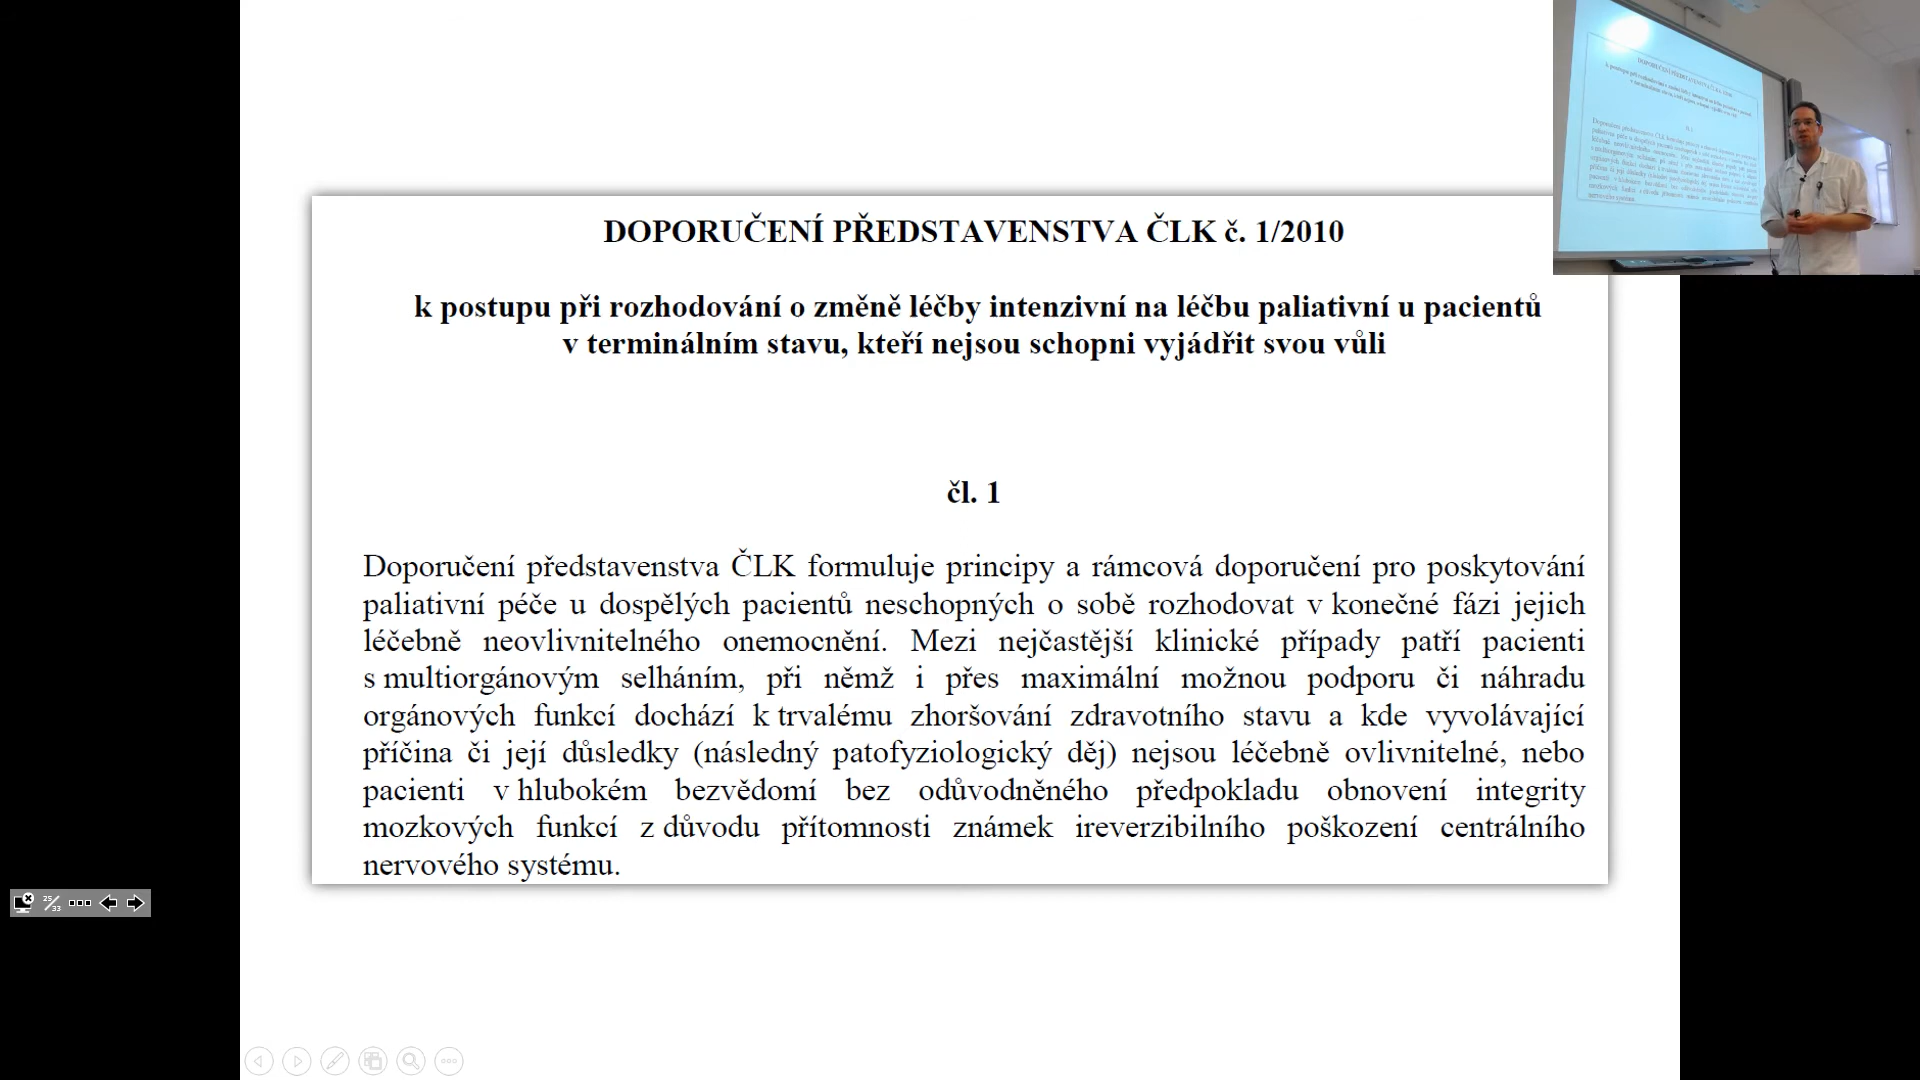 DOPORUČENÍ PŘEDSTAVENSTVA ČLK č. 1/2010
k postupu při rozhodování o změně léčby intenzivní na léčbu paliativní u pacientů
v terminálním stavu, kteří nejsou schopni vyjádřit svou vůli
čl. 1
Doporučení představenstva ČLK formuluje principy a rámcová doporučení pro poskytování
paliativní péče u dospělých pacientů neschopných o sobě rozhodovat v konečné fázi jejich
léčebně neovlivnitelného onemocnění. Mezi nejčastější klinické případy patří pacienti
s multiorgánovým selháním, při němž i přes maximální možnou podporu či náhradu
orgánových funkcí dochází k trvalému zhoršování zdravotního stavu a kde vyvolávající
příčina či její důsledky (následný patofyziologický děj) nejsou léčebně ovlivnitelné, nebo
pacienti v hlubokém bezvědomí bez odůvodněného předpokladu obnovení integrity
mozkových funkcí z důvodu přítomnosti známek ireverzibilního poškození centrálního
nervového systému.
25/33